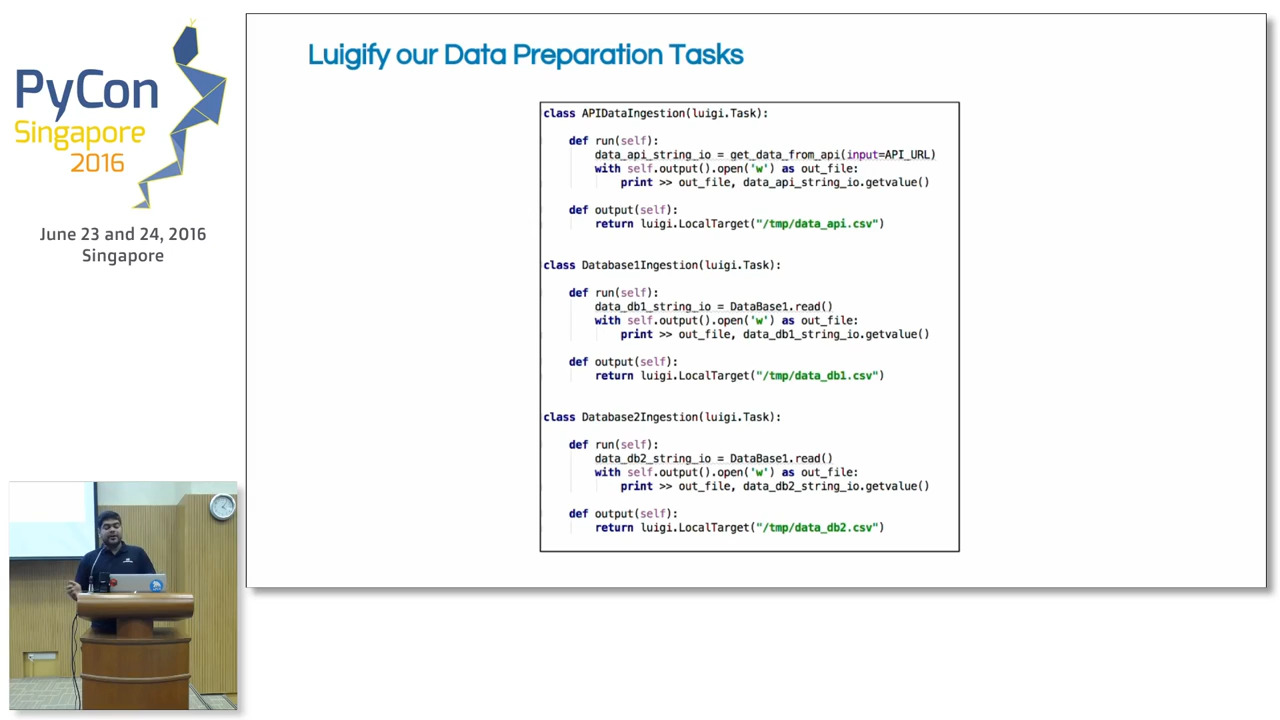 PyCon
Singapore
2016
June 23 and 24, 2016
Singapore
Luigify our Data Preparation Tasks
class APIDataIngestion(luigi.Task):
def run(self):
data_api_string_io = get_data_from_api(input=API_URL)
with self.output().open('w') as out_file:
print >> out_file, data_api_string_io.getvalue()
def output(self):
return luigi.LocalTarget("/tmp/data_api.csv")
class Database1Ingestion(luigi.Task):
def run(self):
data_db1_string_io = DataBase1.read()
with self.output().open('w') as out_file:
print >> out_file, data_db1_string_io.getvalue()
def output(self):
return luigi.LocalTarget("/tmp/data_db1.csv")
class Database2Ingestion(luigi.Task):
def run(self):
data_db2_string_io = DataBase1.read()
with self.output().open('w') as out_file:
print >> out_file, data_db2_string_io.getvalue()
def output(self):
return luigi.LocalTarget("/tmp/data_db2.csv")